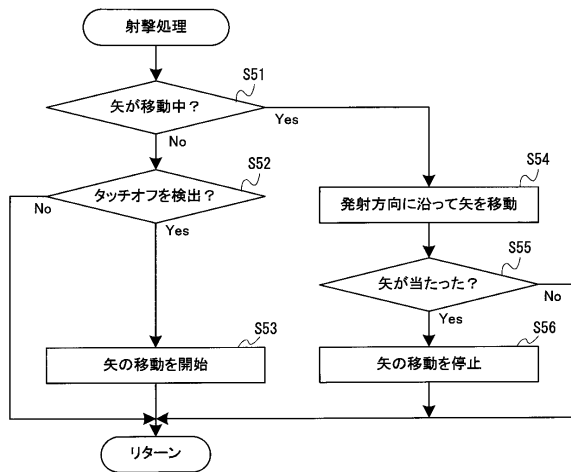 射撃処理
S51
矢が移動中？
Yes
No
S52
タッチオフを検出？
No
Yes
S54
発射方向に沿って矢を移動
S55
矢が当たった？
No
Yes
S53
矢の移動を開始
S56
矢の移動を停止
リターン